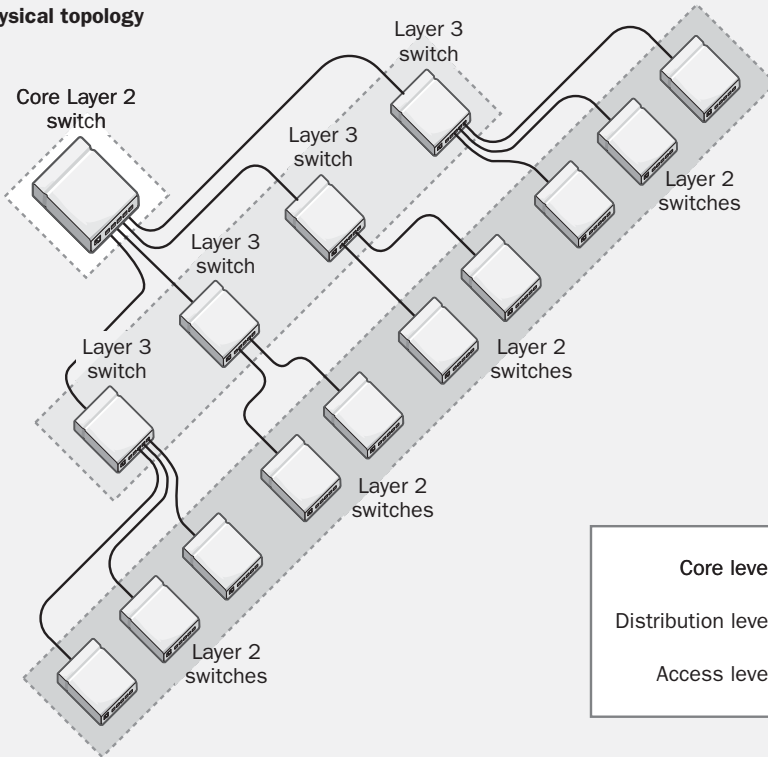 ysical topology
Layer 3
switch
Core Layer 2
switch
Layer 3
switch
Layer 2
switches
Layer 3
switch
Layer 3
switch
Layer 2
switches
Layer 2
switches
Core leve
Distribution leve
Access leve
Layer 2
switches